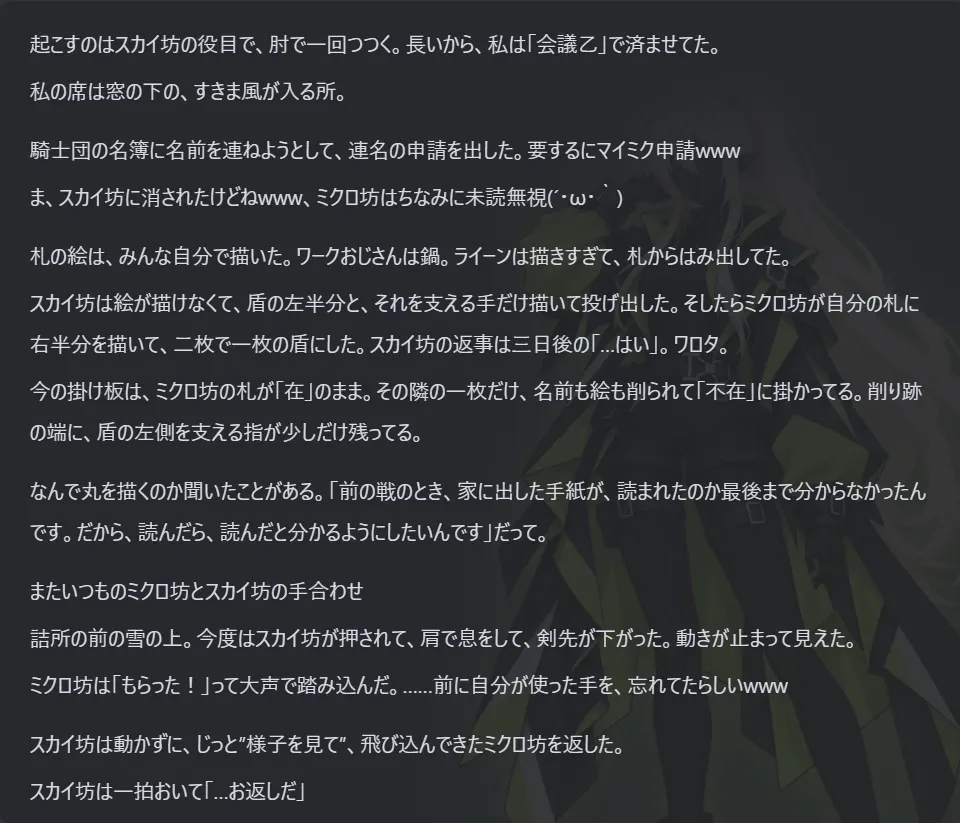 起こすのはスカイ坊の役目で、肘で一回つつく。長いから、私は「会議乙」で済ませてた。
私の席は窓の下の、すきま風が入る所。
騎士団の名簿に名前を連ねようとして、連名の申請を出した。要するにマイミク申請www
ま、スカイ坊に消されたけどねwww、ミクロ坊はちなみに未読無視(´･ω･｀)
札の絵は、みんな自分で描いた。ワークおじさんは鍋。ライーンは描きすぎて、札からはみ出してた。
スカイ坊は絵が描けなくて、盾の左半分と、それを支える手だけ描いて投げ出した。そしたらミクロ坊が自分の札に
右半分を描いて、二枚で一枚の盾にした。スカイ坊の返事は三日後の「…はい」。ワロタ。
今の掛け板は、ミクロ坊の札が「在」のまま。その隣の一枚だけ、名前も絵も削られて「不在」に掛かってる。削り跡
の端に、盾の左側を支える指が少しだけ残ってる。
なんで丸を描くのか聞いたことがある。「前の戦のとき、家に出した手紙が、読まれたのか最後まで分からなかったん
です。だから、読んだら、読んだと分かるようにしたいんです」だって。
またいつものミクロ坊とスカイ坊の手合わせ
詰所の前の雪の上。今度はスカイ坊が押されて、肩で息をして、剣先が下がった。動きが止まって見えた。
ミクロ坊は「もらった！」って大声で踏み込んだ。……前に自分が使った手を、忘れてたらしいwww
スカイ坊は動かずに、じっと"様子を見て"、飛び込んできたミクロ坊を返した。
スカイ坊は一拍おいて「…お返しだ」